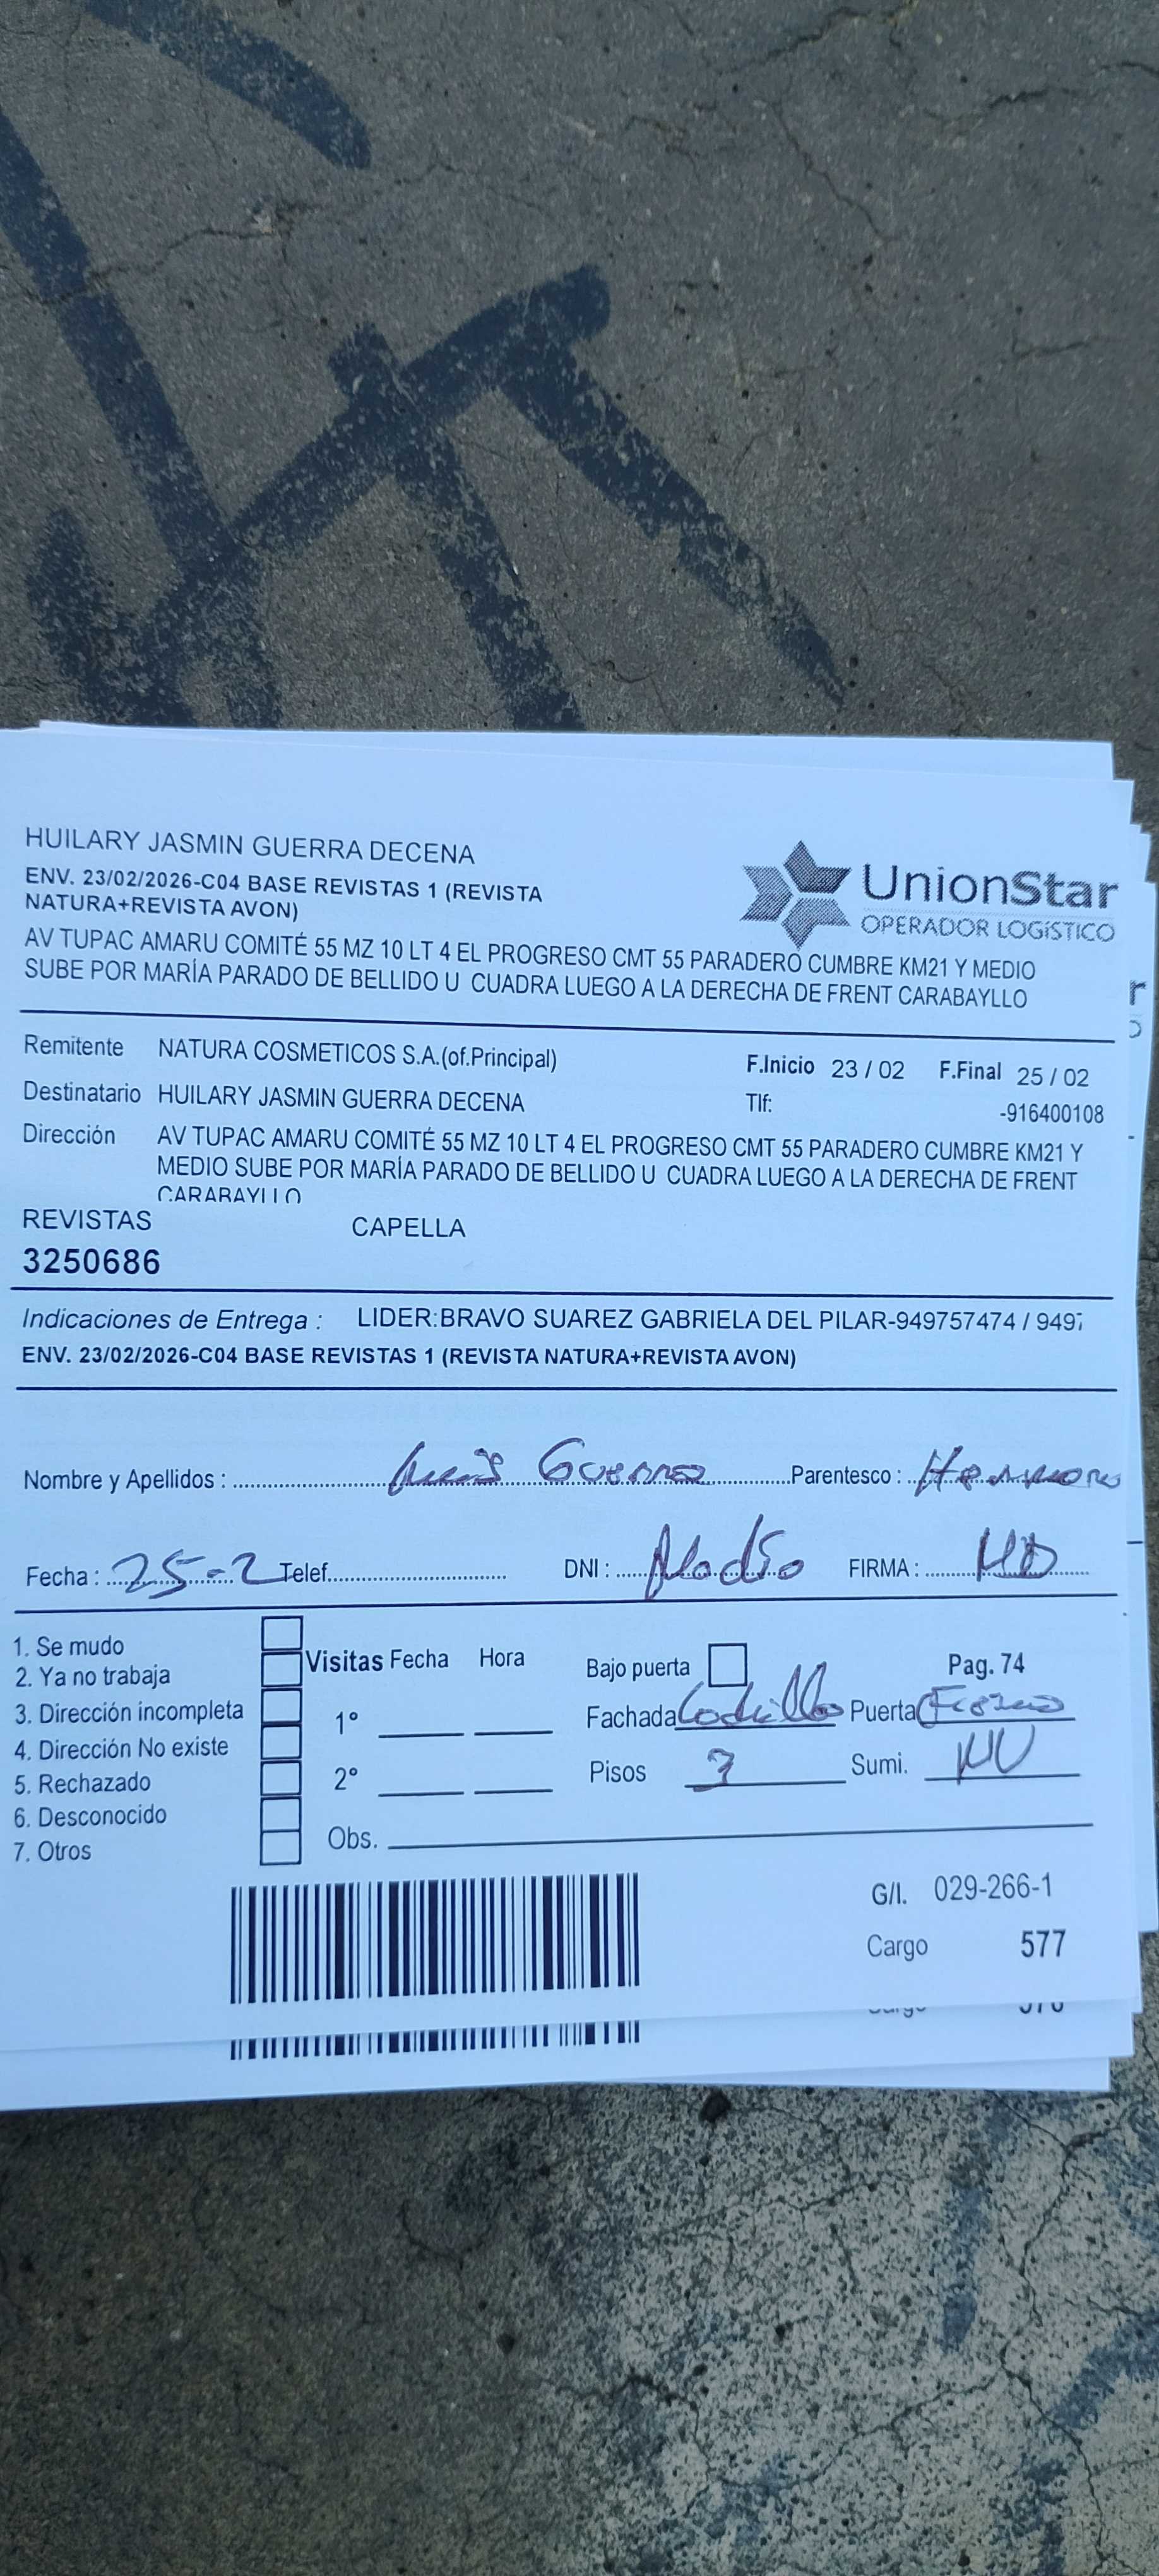 HUILARY JASMIN GUERRA DECENA
ENV. 23/02/2026-C04 BASE REVISTAS 1 (REVISTA
NATURA+REVISTA AVON)
UnionStar
OPERADOR LOGÍSTICO
AV TUPAC AMARU COMITÉ 55 MZ 10 LT 4 EL PROGRESO CMT 55 PARADERO CUMBRE KM21 Y MEDIO
SUBE POR MARÍA PARADO DE BELLIDO U CUADRA LUEGO A LA DERECHA DE FRENT CARABAYLLO
Remitente NATURA COSMETICOS S.A.(of.Principal) F.Inicio 23 / 02 F.Final 25 / 02
Destinatario HUILARY JASMIN GUERRA DECENA Tlf: -916400108
Dirección AV TUPAC AMARU COMITÉ 55 MZ 10 LT 4 EL PROGRESO CMT 55 PARADERO CUMBRE KM21 Y
MEDIO SUBE POR MARÍA PARADO DE BELLIDO U CUADRA LUEGO A LA DERECHA DE FRENT
CARABAYLLO
REVISTAS CAPELLA
3250686
Indicaciones de Entrega : LIDER:BRAVO SUAREZ GABRIELA DEL PILAR-949757474 / 9497
ENV. 23/02/2026-C04 BASE REVISTAS 1 (REVISTA NATURA+REVISTA AVON)
Nombre y Apellidos : Luis Guerra Parentesco : Hermano
Fecha : 25-2 Telef. DNI : FIRMA :
1. Se mudo
2. Ya no trabaja
3. Dirección incompleta
4. Dirección No existe
5. Rechazado
6. Desconocido
7. Otros
Visitas Fecha Hora
1°
2°
Obs.
Bajo puerta Pag. 74
Fachada Ladrillo Puerta Fierro
Pisos 3 Sumi.
G/I. 029-266-1
Cargo 577